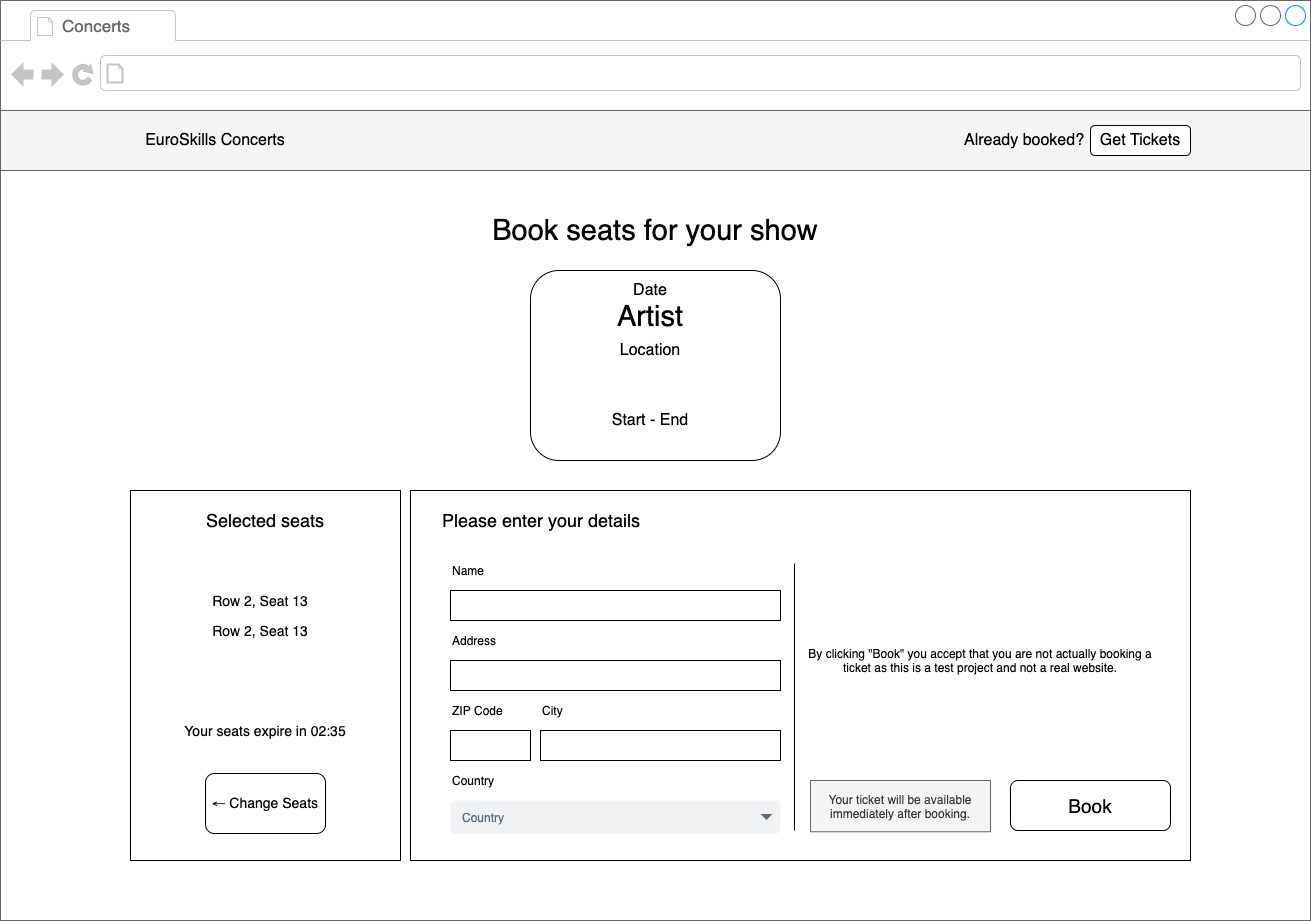 Concerts
EuroSkills Concerts
Already booked?
Get Tickets
Book seats for your show
Date
Artist
Location
Start - End
Selected seats
Row 2, Seat 13
Row 2, Seat 13
Your seats expire in 02:35
← Change Seats
Please enter your details
Name
Address
ZIP Code
City
Country
Country
By clicking "Book" you accept that you are not actually booking a
ticket as this is a test project and not a real website.
Your ticket will be available
immediately after booking.
Book